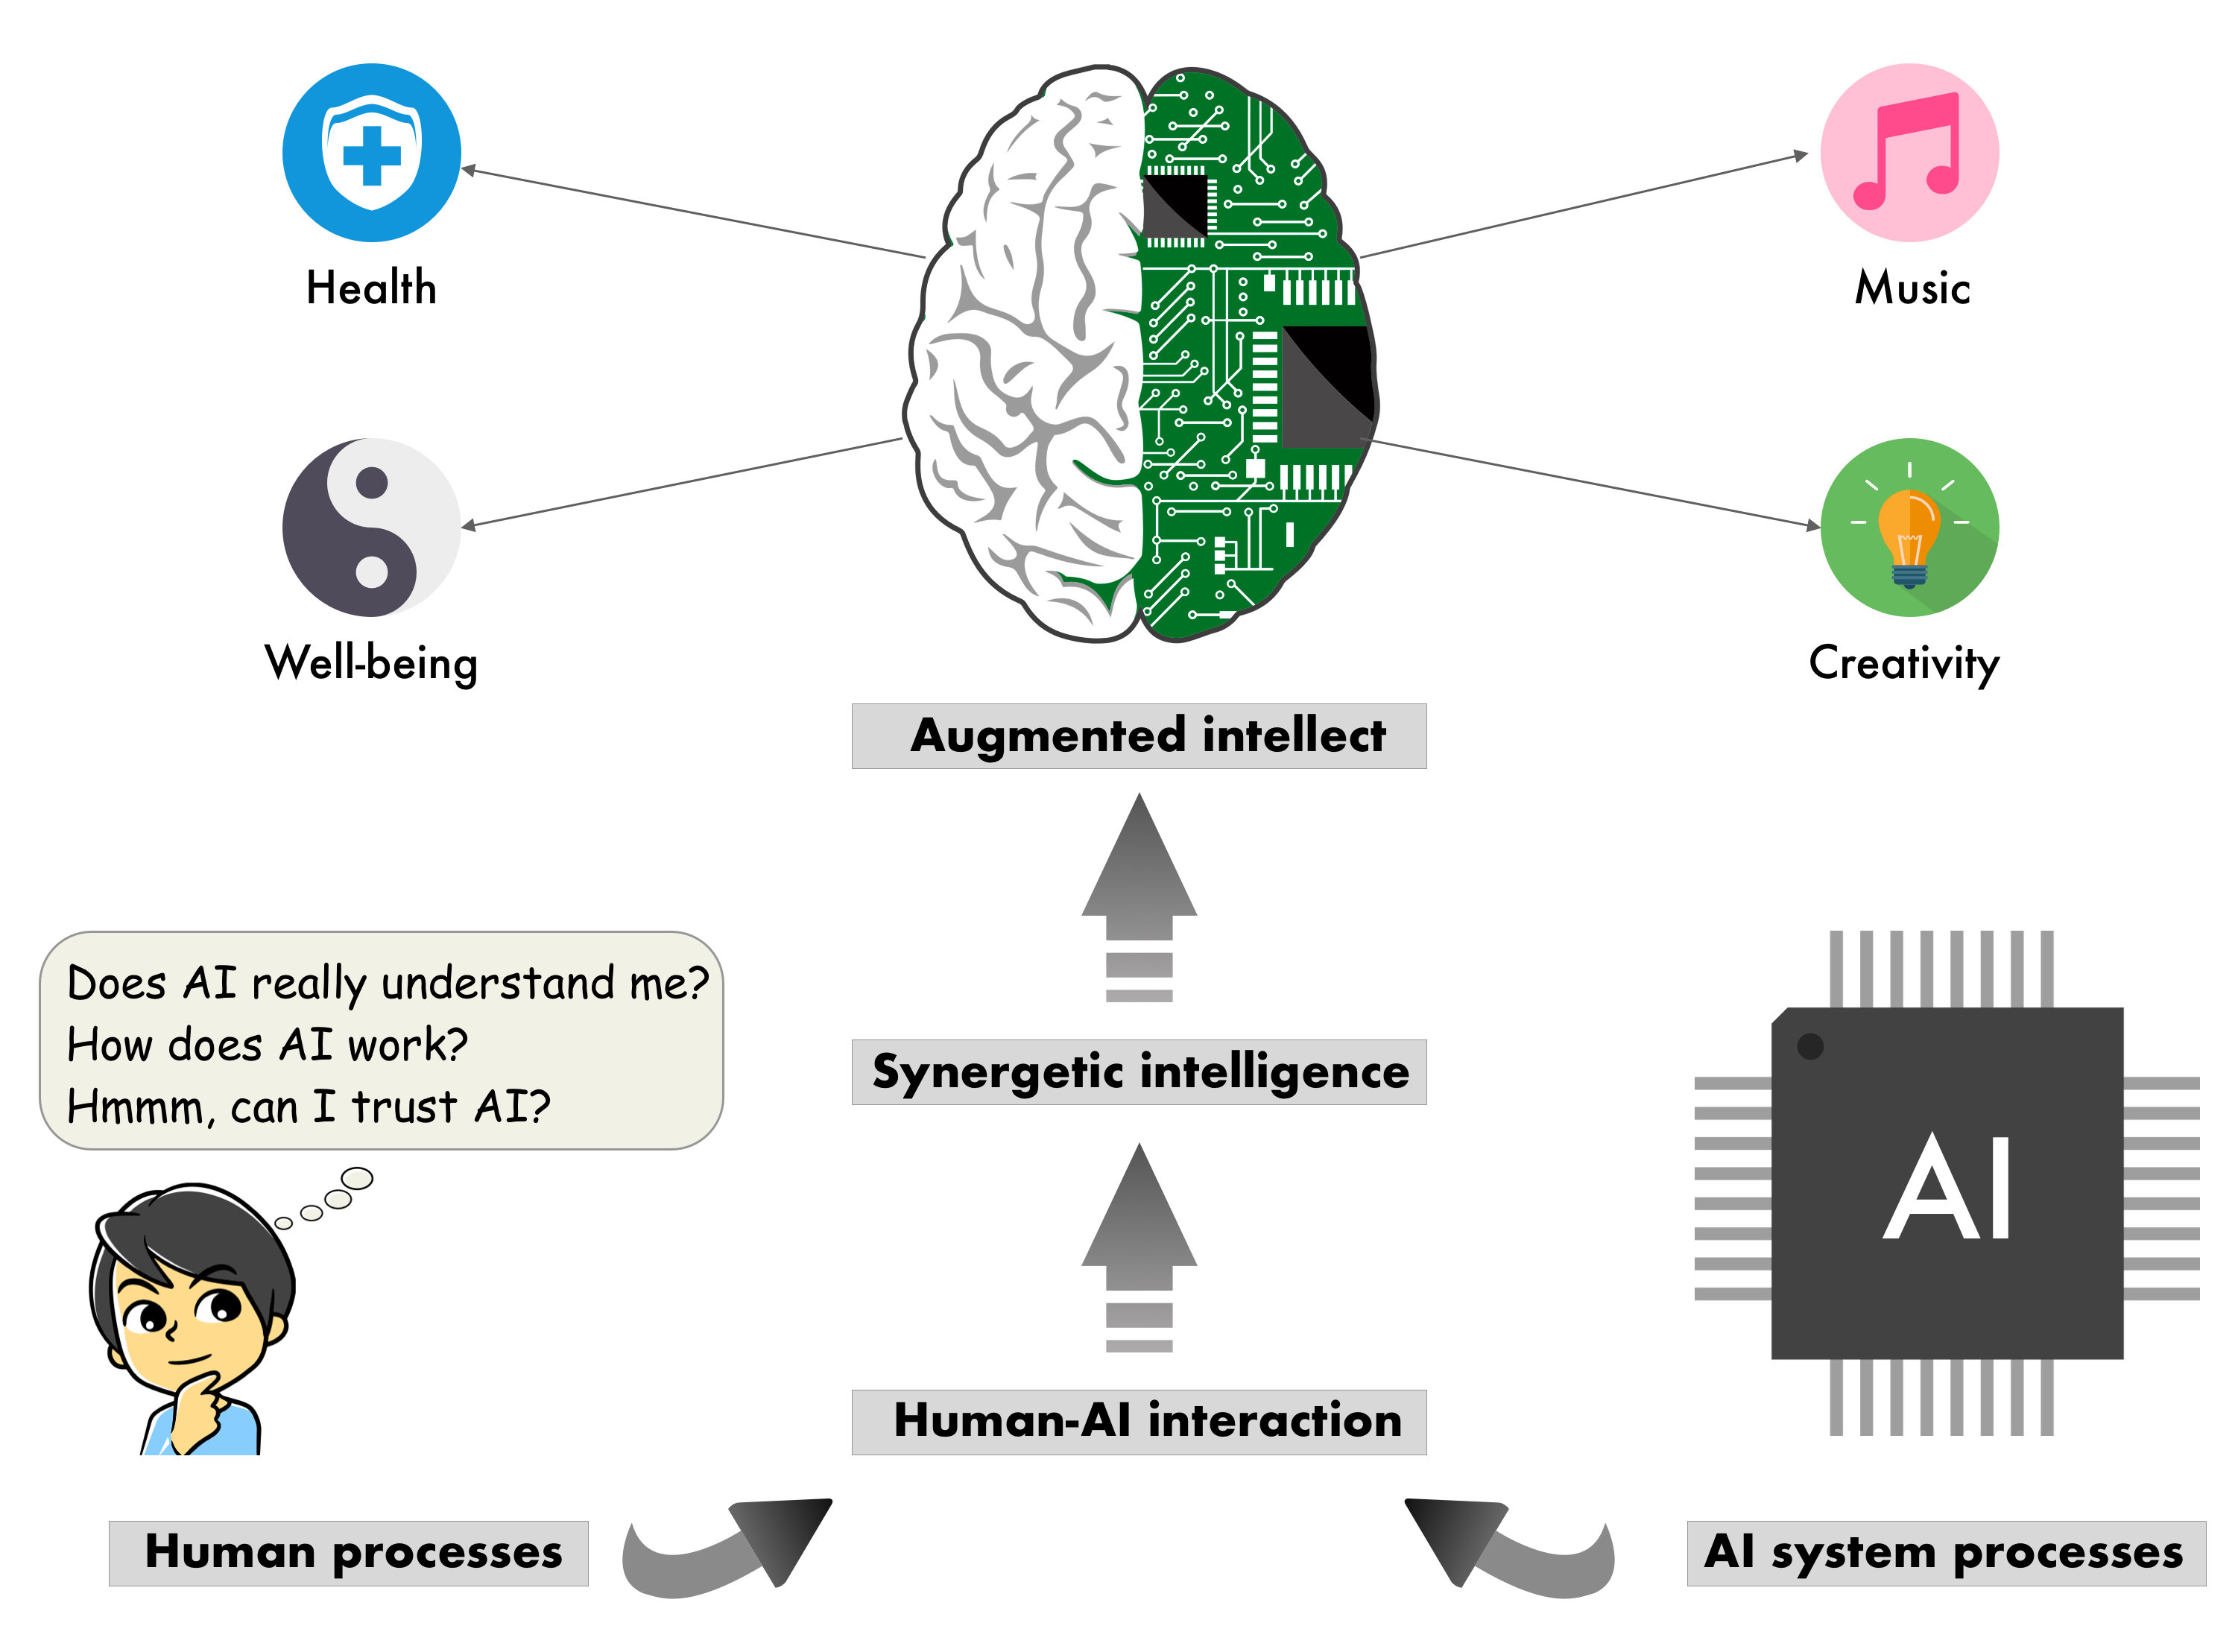 Health
Music
Well-being
Creativity
Augmented intellect
Does AI really understand me?
How does AI work?
Hmmm, can I trust AI?
Synergetic intelligence
AI
Human-AI interaction
Human processes
AI system processes